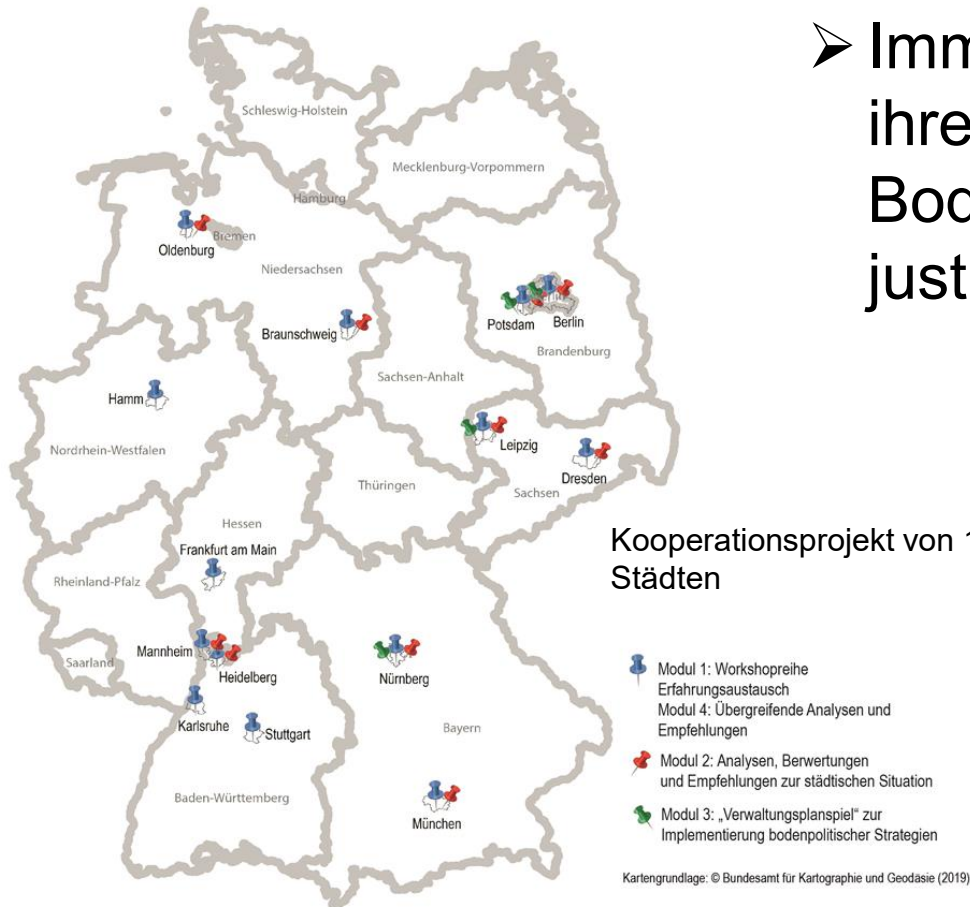 ➢ Imm
ihre
Bod
just
Schleswig-Holstein
Mecklenburg-Vorpommern
Hamburg
Bremen
Oldenburg
Niedersachsen
Braunschweig
Potsdam
Berlin
Brandenburg
Sachsen-Anhalt
Hamm
Nordrhein-Westfalen
Leipzig
Dresden
Sachsen
Thüringen
Hessen
Frankfurt am Main
Rheinland-Pfalz
Kooperationsprojekt von 1
Städten
Mannheim
Saarland
Heidelberg
Nürnberg
Karlsruhe
Stuttgart
Bayern
Baden-Württemberg
München
Modul 1: Workshopreihe
Erfahrungsaustausch
Modul 4: Übergreifende Analysen und
Empfehlungen
Modul 2: Analysen, Berwertungen
und Empfehlungen zur städtischen Situation
Modul 3: „Verwaltungsplanspiel“ zur
Implementierung bodenpolitischer Strategien
Kartengrundlage: © Bundesamt für Kartographie und Geodäsie (2019)